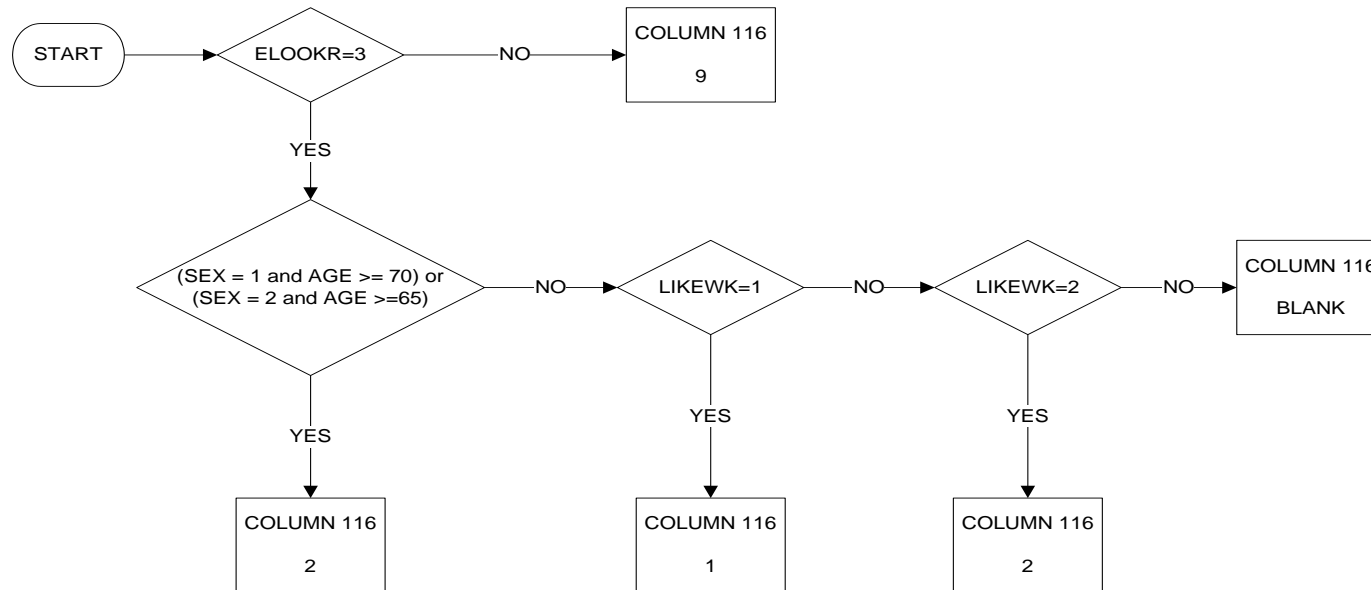 START
ELOOKR=3
NO
COLUMN 116
9
YES
(SEX = 1 and AGE >= 70) or
(SEX = 2 and AGE >=65)
NO
LIKEWK=1
NO
LIKEWK=2
NO
COLUMN 116
BLANK
YES
YES
YES
COLUMN 116
2
COLUMN 116
1
COLUMN 116
2